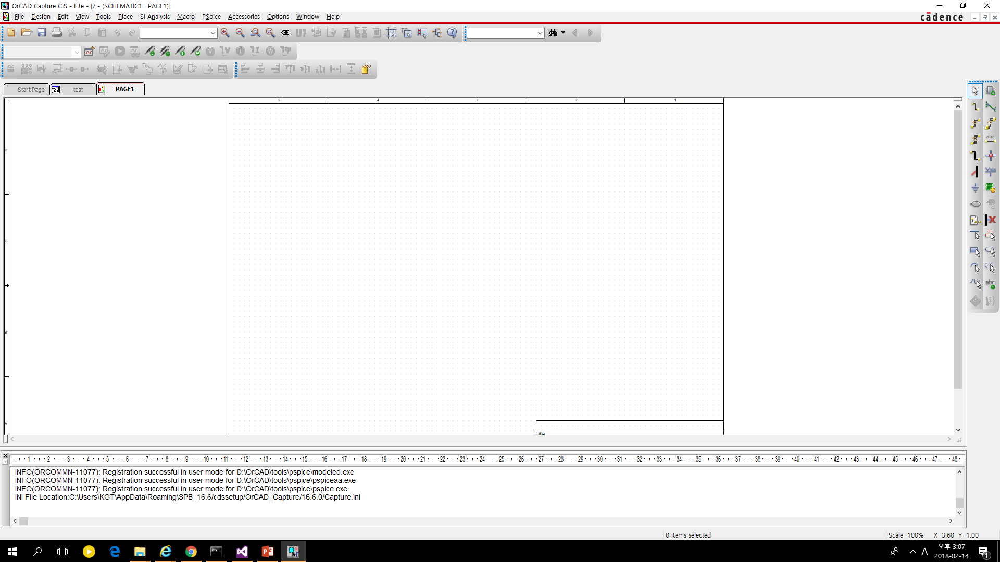 OrCAD Capture CIS - Lite - [/ - (SCHEMATIC1 : PAGE1)]
File Design Edit View Tools Place SI Analysis Macro PSpice Accessories Options Window Help
cādence
Start Page test PAGE1
5 4 3 2 1
D
C
B
A
Title
1 2 3 4 5 6 7 8 9 10 11 12 13 14 15 16 17 18 19 20 21 22 23 24 25 26 27 28 29 30 31 32 33 34 35 36 37 38 39 40 41 42 43 44 45 46 47 48
INFO(ORCOMMN-11077): Registration successful in user mode for D:\OrCAD\tools\pspice\modeled.exe
INFO(ORCOMMN-11077): Registration successful in user mode for D:\OrCAD\tools\pspice\pspiceaa.exe
INFO(ORCOMMN-11077): Registration successful in user mode for D:\OrCAD\tools\pspice\pspice.exe
INI File Location:C:\Users\KGT\AppData\Roaming\SPB_16.6/cdssetup/OrCAD_Capture/16.6.0/Capture.ini
0 items selected Scale=100% X=3.60 Y=1.00
A 오후 3:07
2018-02-14
1